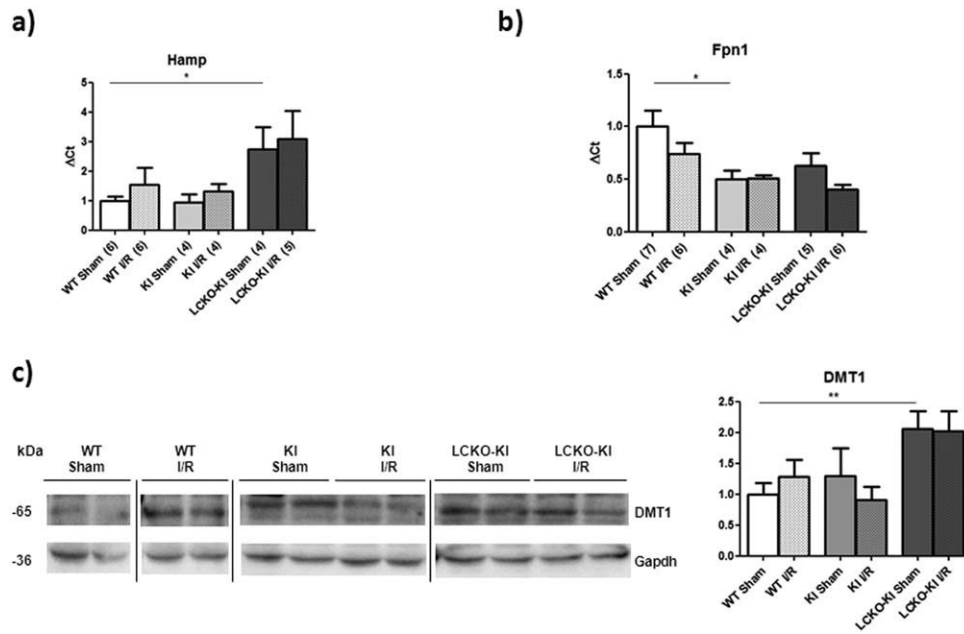 a)
Hamp
*
5
4
3
2
1
0
ΔCt
WT Sham (6)
WT I/R (6)
KI Sham (4)
KI I/R (4)
LCKO-KI Sham (4)
LCKO-KI I/R (5)
b)
Fpn1
*
1.5
1.0
0.5
0.0
ΔCt
WT Sham (7)
WT I/R (6)
KI Sham (4)
KI I/R (4)
LCKO-KI Sham (5)
LCKO-KI I/R (6)
c)
kDa
WT
Sham
WT
I/R
KI
Sham
KI
I/R
LCKO-KI
Sham
LCKO-KI
I/R
-65
DMT1
-36
Gapdh
DMT1
**
2.5
2.0
1.5
1.0
0.5
0.0
WT Sham
WT I/R
KI Sham
KI I/R
LCKO-KI Sham
LCKO-KI I/R